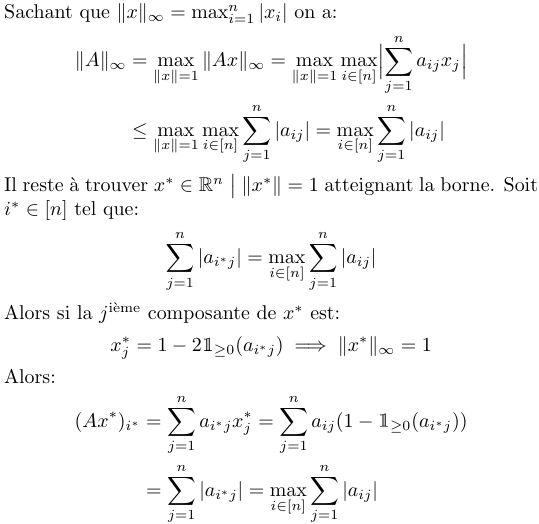 Sachant que ‖x‖∞ = maxⁿᵢ₌₁ |xᵢ| on a:
‖A‖∞ = max_{‖x‖=1} ‖Ax‖∞ = max_{‖x‖=1} max_{i∈[n]} |∑_{j=1}^{n} a_{ij}x_j|
≤ max_{‖x‖=1} max_{i∈[n]} ∑_{j=1}^{n} |a_{ij}| = max_{i∈[n]} ∑_{j=1}^{n} |a_{ij}|
Il reste à trouver x* ∈ ℝⁿ | ‖x*‖ = 1 atteignant la borne. Soit
i* ∈ [n] tel que:
∑_{j=1}^{n} |a_{i*j}| = max_{i∈[n]} ∑_{j=1}^{n} |a_{ij}|
Alors si la j^{ième} composante de x* est:
x*_j = 1 − 2𝟙_{≥0}(a_{i*j}) ⟹ ‖x*‖∞ = 1
Alors:
(Ax*)_{i*} = ∑_{j=1}^{n} a_{i*j}x*_j = ∑_{j=1}^{n} a_{ij}(1 − 𝟙_{≥0}(a_{i*j}))
= ∑_{j=1}^{n} |a_{i*j}| = max_{i∈[n]} ∑_{j=1}^{n} |a_{ij}|